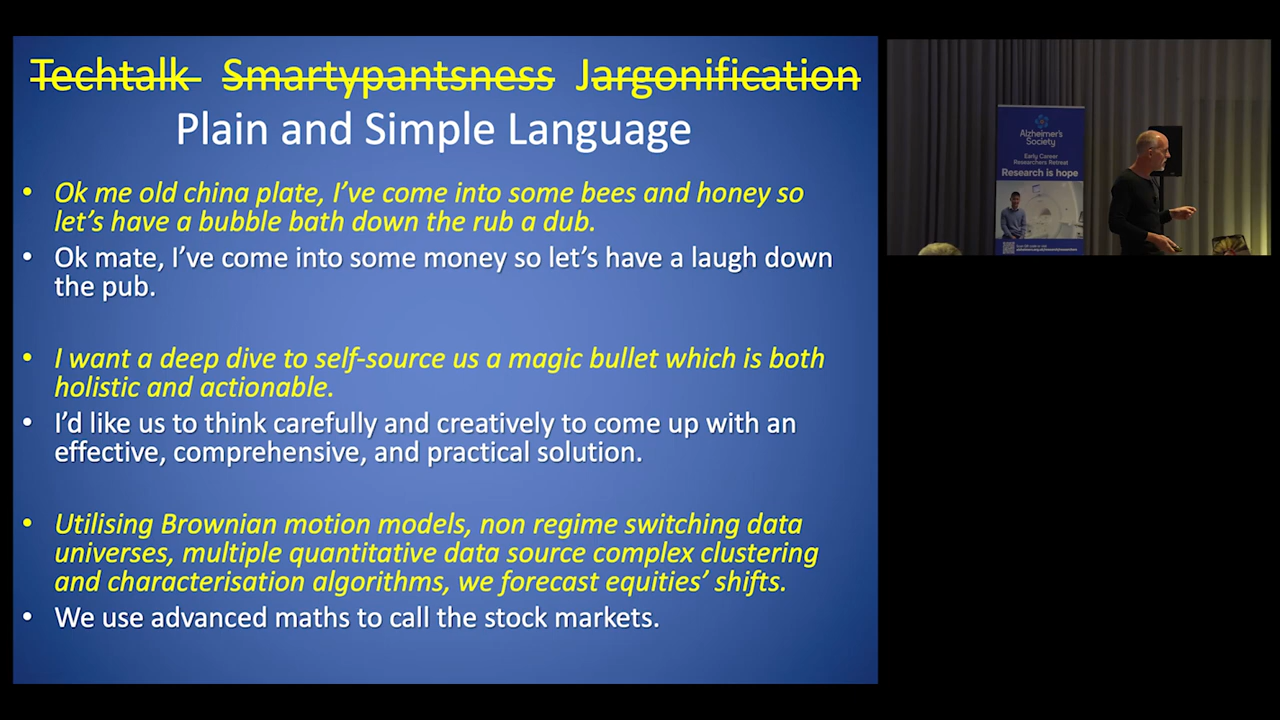 Techtalk Smartypantsness Jargonification
Plain and Simple Language
• Ok me old china plate, I've come into some bees and honey so
let's have a bubble bath down the rub a dub.
• Ok mate, I've come into some money so let's have a laugh down
the pub.
• I want a deep dive to self-source us a magic bullet which is both
holistic and actionable.
• I'd like us to think carefully and creatively to come up with an
effective, comprehensive, and practical solution.
• Utilising Brownian motion models, non regime switching data
universes, multiple quantitative data source complex clustering
and characterisation algorithms, we forecast equities' shifts.
• We use advanced maths to call the stock markets.
Alzheimer's
Society
Early Career
Researchers Retreat
Research is hope